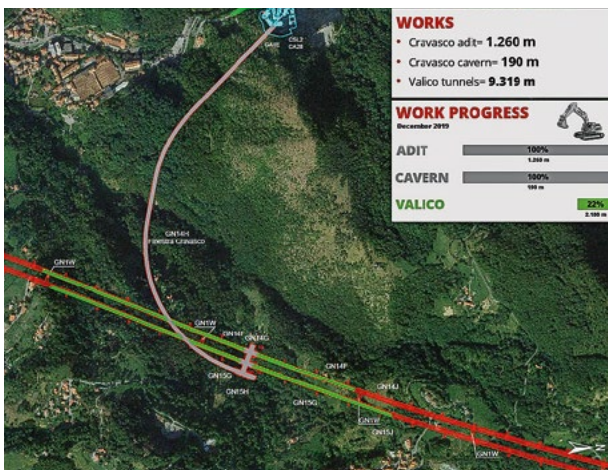 WORKS
• Cravasco adit= 1.260 m
• Cravasco cavern= 190 m
• Valico tunnels= 9.319 m
WORK PROGRESS
December 2019
ADIT
100%
1.260 m
CAVERN
100%
190 m
VALICO
22%
CSL2
GN14H
Finestra Cravasco
GN1W
GN1W
GN14F
GN14G
GN15G
GN15H
GN14F
GN14J
GN15G
GN1W
GN15J
GN1W
N